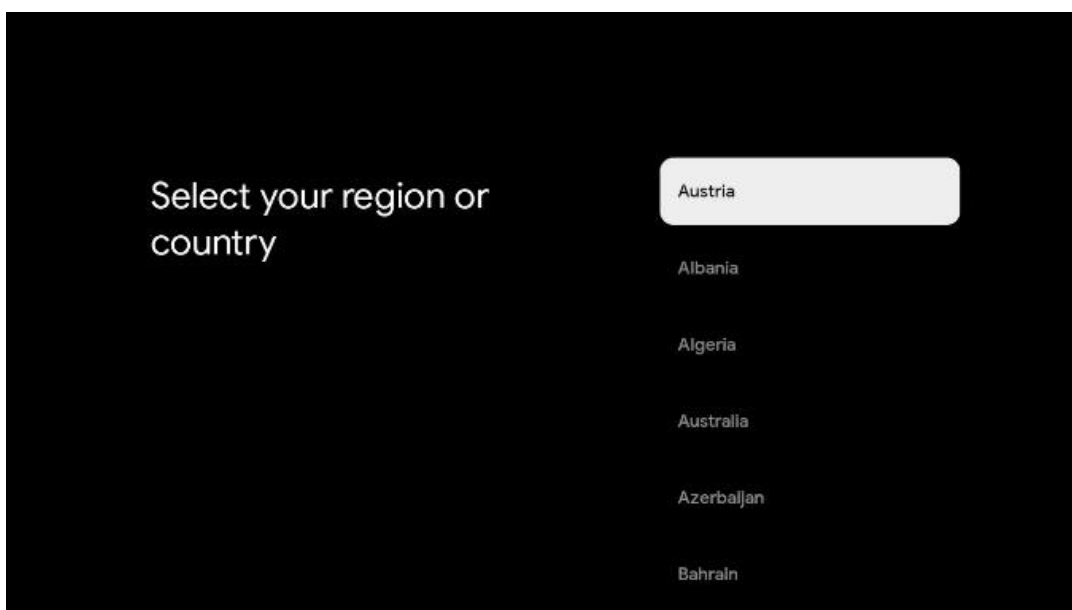 Select your region or
country
Austria
Albania
Algeria
Australia
Azerbaijan
Bahrain